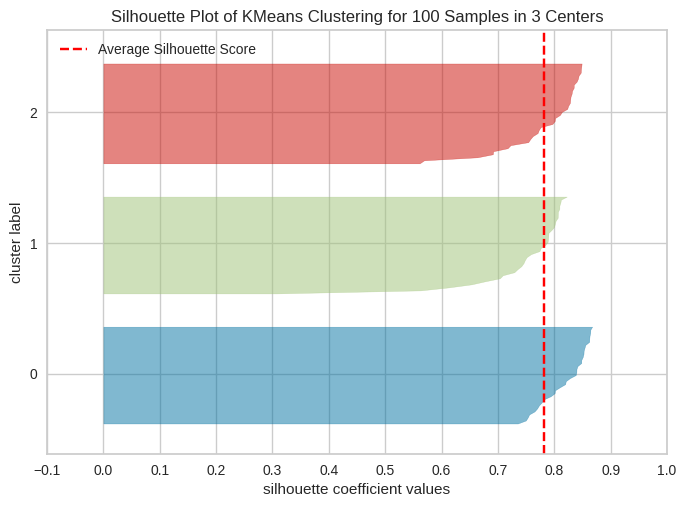 Silhouette Plot of KMeans Clustering for 100 Samples in 3 Centers
Average Silhouette Score
2
1
0
cluster label
−0.1 0.0 0.1 0.2 0.3 0.4 0.5 0.6 0.7 0.8 0.9 1.0
silhouette coefficient values